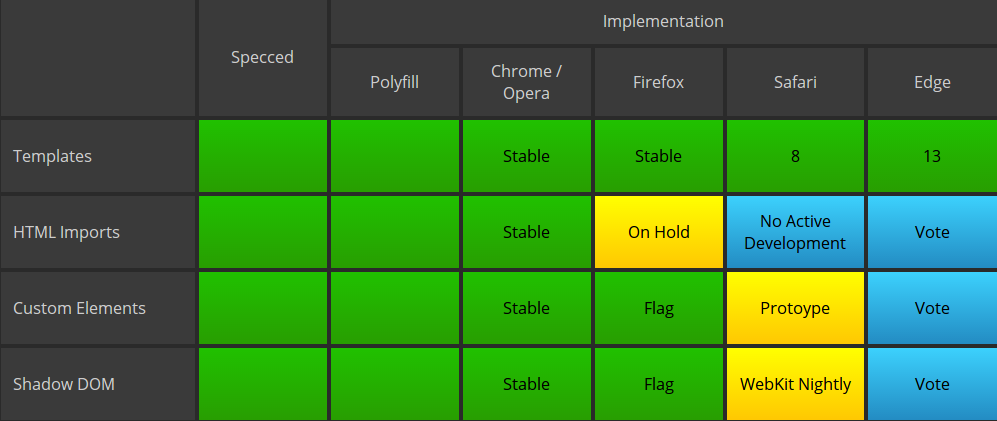 Implementation
Specced
Polyfill
Chrome /
Opera
Firefox
Safari
Edge
Templates
Stable
Stable
8
13
HTML Imports
Stable
On Hold
No Active
Development
Vote
Custom Elements
Stable
Flag
Protoype
Vote
Shadow DOM
Stable
Flag
WebKit Nightly
Vote